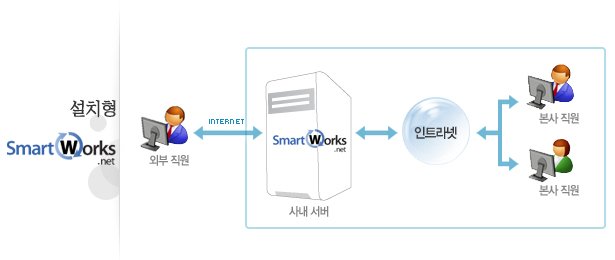 설치형
SmartWorks
.net
외부 직원
INTERNET
SmartWorks
.net
사내 서버
인트라넷
본사 직원
본사 직원